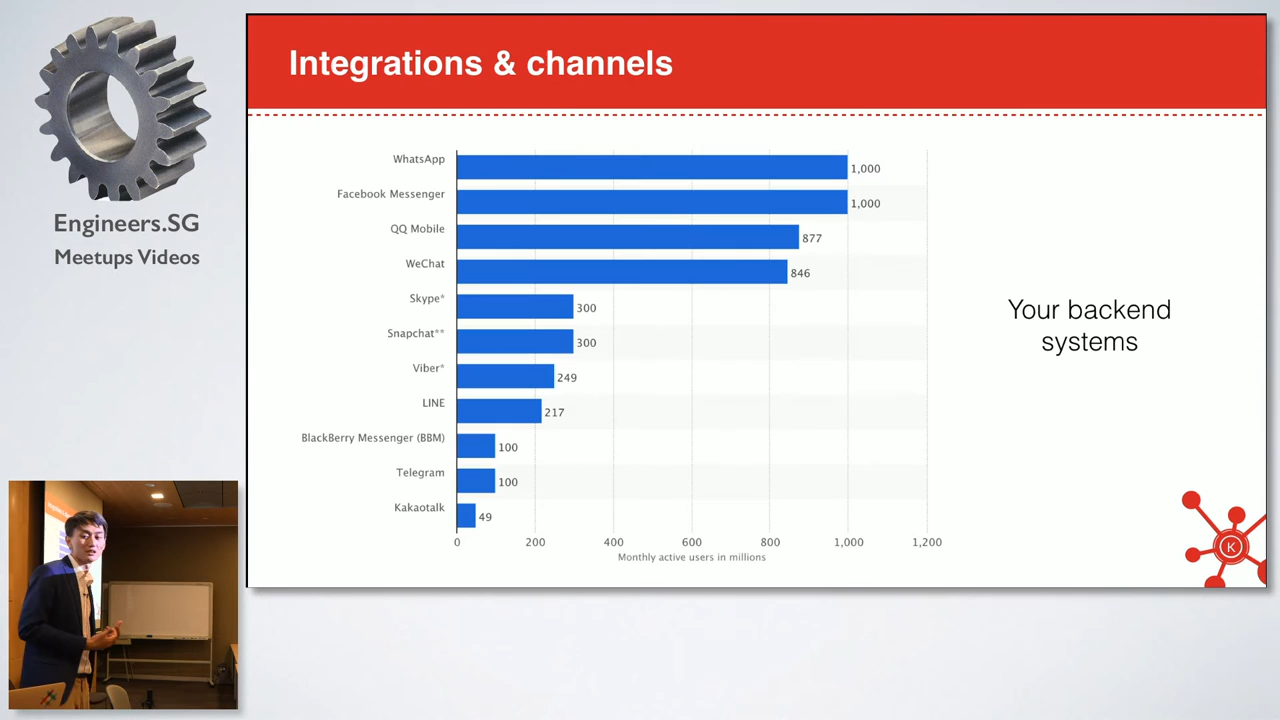 Engineers.SG
Meetups Videos
Integrations & channels
WhatsApp 1,000
Facebook Messenger 1,000
QQ Mobile 877
WeChat 846
Skype* 300
Snapchat** 300
Viber* 249
LINE 217
BlackBerry Messenger (BBM) 100
Telegram 100
Kakaotalk 49
0 200 400 600 800 1,000 1,200
Monthly active users in millions
Your backend
systems
K